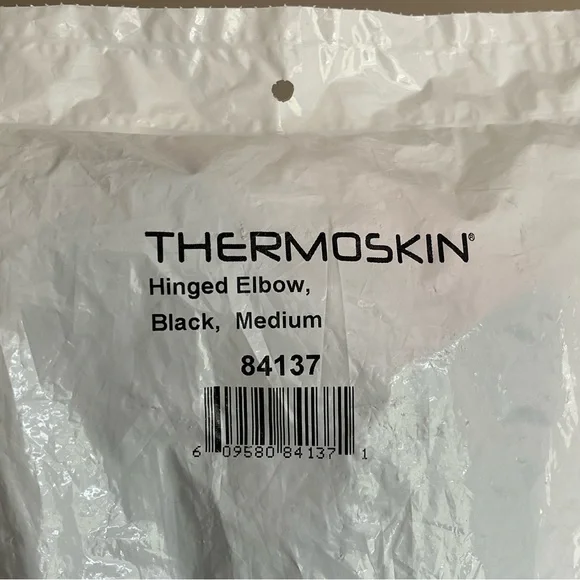 THERMOSKIN®
Hinged Elbow,
Black, Medium
84137
6 09580 84137 1